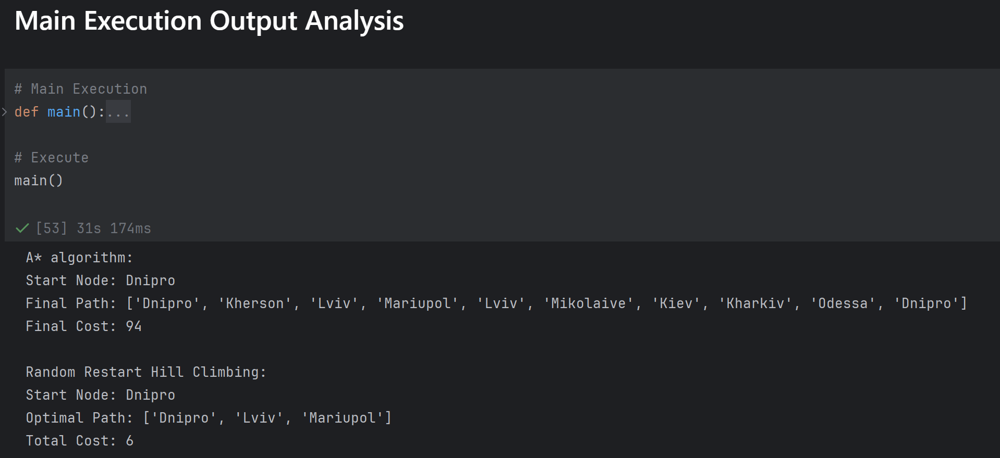 Main Execution Output Analysis
# Main Execution
def main():...
# Execute
main()
[53] 31s 174ms
A* algorithm:
Start Node: Dnipro
Final Path: ['Dnipro', 'Kherson', 'Lviv', 'Mariupol', 'Lviv', 'Mikolaive', 'Kiev', 'Kharkiv', 'Odessa', 'Dnipro']
Final Cost: 94
Random Restart Hill Climbing:
Start Node: Dnipro
Optimal Path: ['Dnipro', 'Lviv', 'Mariupol']
Total Cost: 6